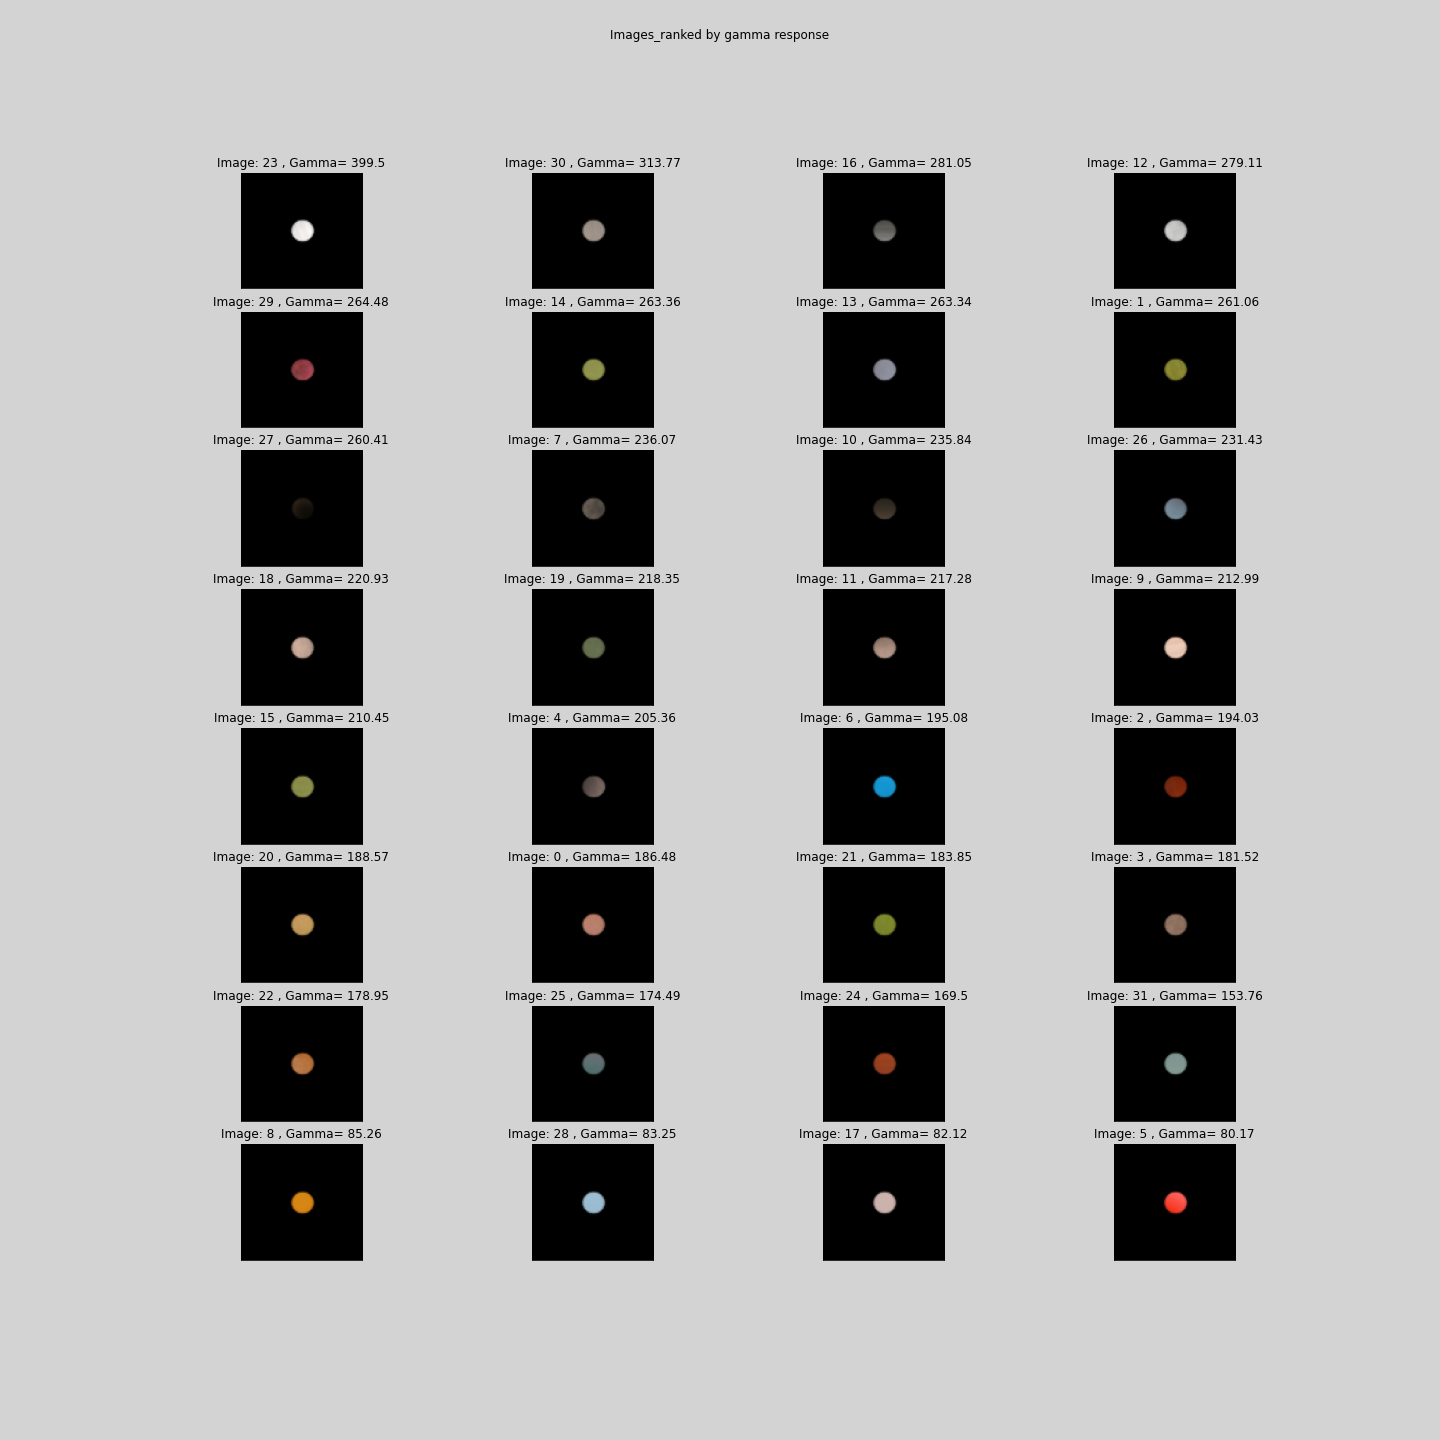 Images_ranked by gamma response
Image: 23 , Gamma= 399.5
Image: 30 , Gamma= 313.77
Image: 16 , Gamma= 281.05
Image: 12 , Gamma= 279.11
Image: 29 , Gamma= 264.48
Image: 14 , Gamma= 263.36
Image: 13 , Gamma= 263.34
Image: 1 , Gamma= 261.06
Image: 27 , Gamma= 260.41
Image: 7 , Gamma= 236.07
Image: 10 , Gamma= 235.84
Image: 26 , Gamma= 231.43
Image: 18 , Gamma= 220.93
Image: 19 , Gamma= 218.35
Image: 11 , Gamma= 217.28
Image: 9 , Gamma= 212.99
Image: 15 , Gamma= 210.45
Image: 4 , Gamma= 205.36
Image: 6 , Gamma= 195.08
Image: 2 , Gamma= 194.03
Image: 20 , Gamma= 188.57
Image: 0 , Gamma= 186.48
Image: 21 , Gamma= 183.85
Image: 3 , Gamma= 181.52
Image: 22 , Gamma= 178.95
Image: 25 , Gamma= 174.49
Image: 24 , Gamma= 169.5
Image: 31 , Gamma= 153.76
Image: 8 , Gamma= 85.26
Image: 28 , Gamma= 83.25
Image: 17 , Gamma= 82.12
Image: 5 , Gamma= 80.17